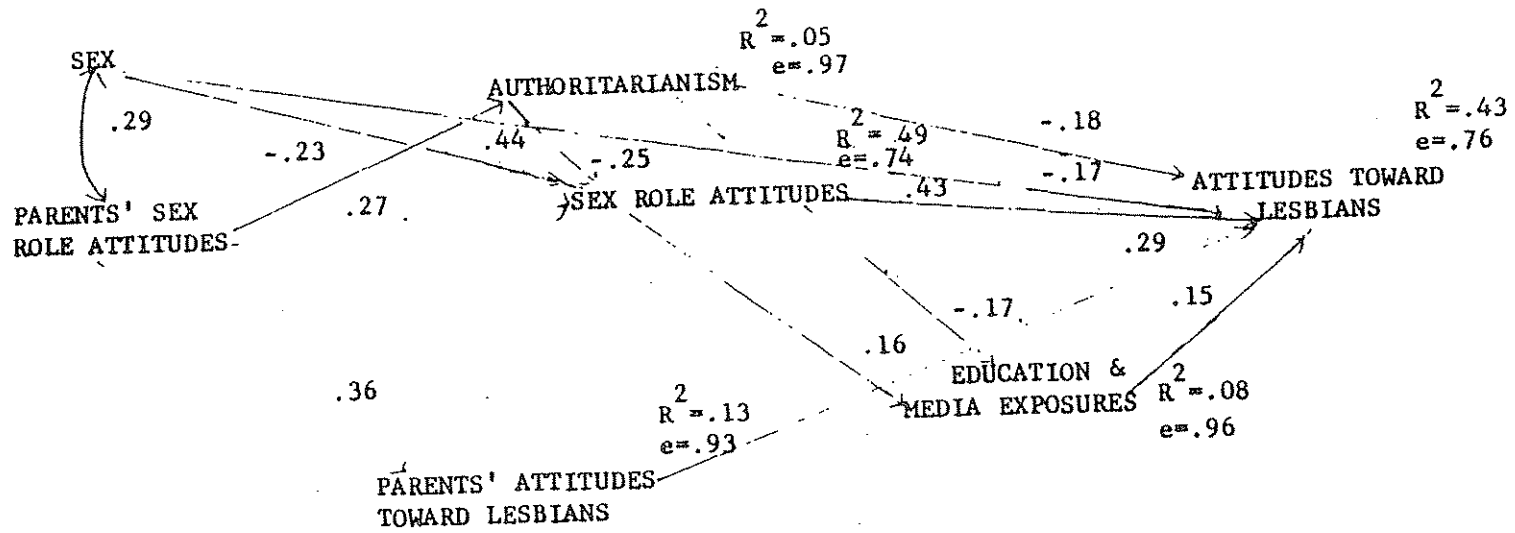 R²=.05
e=.97
SEX
AUTHORITARIANISM
R²=.43
e=.76
R²=.49
e=.74
-.18
.29
-.23
.44
-.25
-.17
.43
ATTITUDES TOWARD
LESBIANS
SEX ROLE ATTITUDES
PARENTS' SEX
ROLE ATTITUDES
.27
.29
-.17
.15
.16
EDUCATION &
MEDIA EXPOSURES
R²=.08
e=.96
.36
R²=.13
e=.93
PARENTS' ATTITUDES
TOWARD LESBIANS